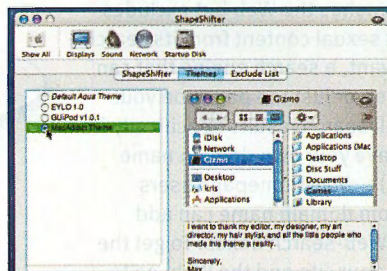 ShapeShifter
Show All Displays Sound Network Startup Disk
ShapeShifter Themes Exclude List
Default Aqua Theme
EYLO 1.0
GUiPod v1.0.1
MacAddict Theme
Gizmo
iDisk
Network
Gizmo
Desktop
kris
Applications
Applications
Applications (Mac
Desktop
Disc Stuff
Documents
Games
Library
I want to thank my editor, my designer, my art
director, my hair stylist, and all the little people who
made this theme a reality.
Sincerely,
Max